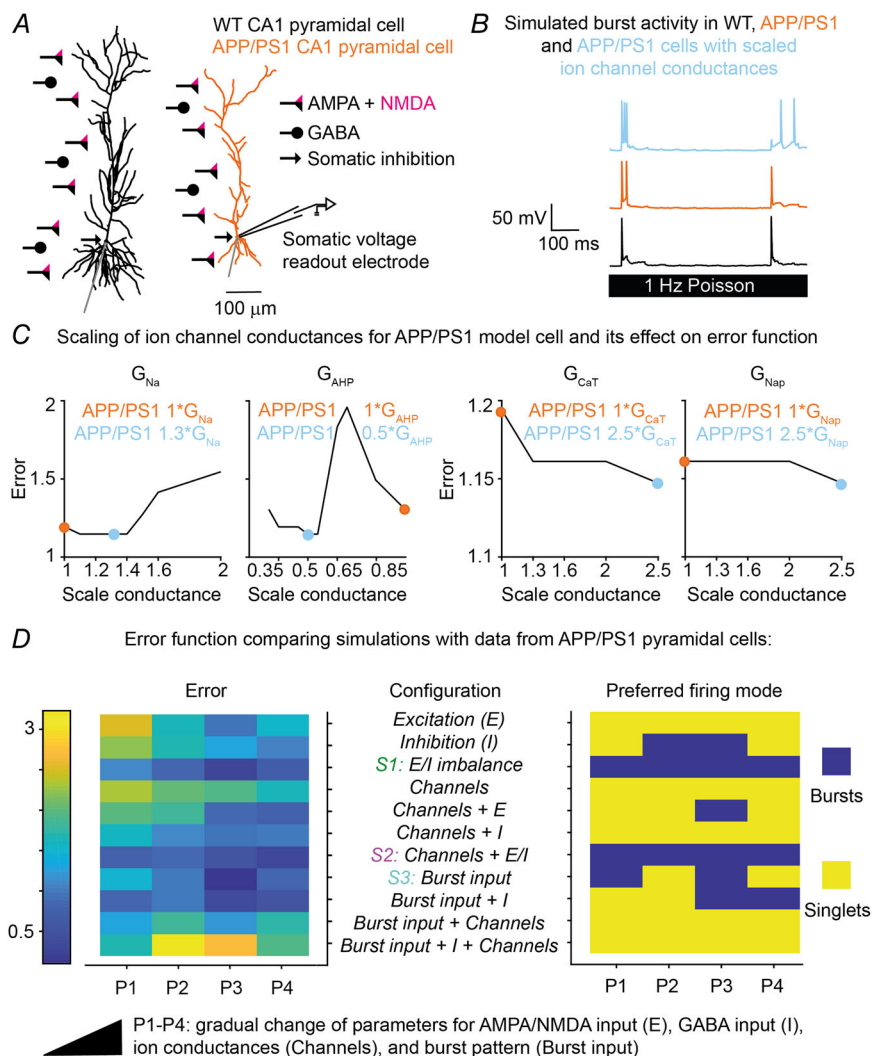 A
WT CA1 pyramidal cell
APP/PS1 CA1 pyramidal cell
AMPA + NMDA
GABA
Somatic inhibition
Somatic voltage
readout electrode
100 μm
B
Simulated burst activity in WT, APP/PS1
and APP/PS1 cells with scaled
ion channel conductances
50 mV
100 ms
1 Hz Poisson
C
Scaling of ion channel conductances for APP/PS1 model cell and its effect on error function
G_Na
Error
2
1.5
1
APP/PS1 1*G_Na
APP/PS1 1.3*G_Na
1 1.2 1.4 1.6 2
Scale conductance
G_AHP
APP/PS1 1*G_AHP
APP/PS1 0.5*G_AHP
0.35 0.5 0.65 0.85
Scale conductance
G_CaT
Error
1.2
1.15
1.1
APP/PS1 1*G_CaT
APP/PS1 2.5*G_CaT
1 1.3 1.6 2 2.5
Scale conductance
G_Nap
APP/PS1 1*G_Nap
APP/PS1 2.5*G_Nap
1 1.3 1.6 2 2.5
Scale conductance
D
Error function comparing simulations with data from APP/PS1 pyramidal cells:
Error
3
0.5
P1 P2 P3 P4
Configuration
Excitation (E)
Inhibition (I)
S1: E/I imbalance
Channels
Channels + E
Channels + I
S2: Channels + E/I
S3: Burst input
Burst input + I
Burst input + Channels
Burst input + I + Channels
Preferred firing mode
Bursts
Singlets
P1 P2 P3 P4
P1-P4: gradual change of parameters for AMPA/NMDA input (E), GABA input (I),
ion conductances (Channels), and burst pattern (Burst input)